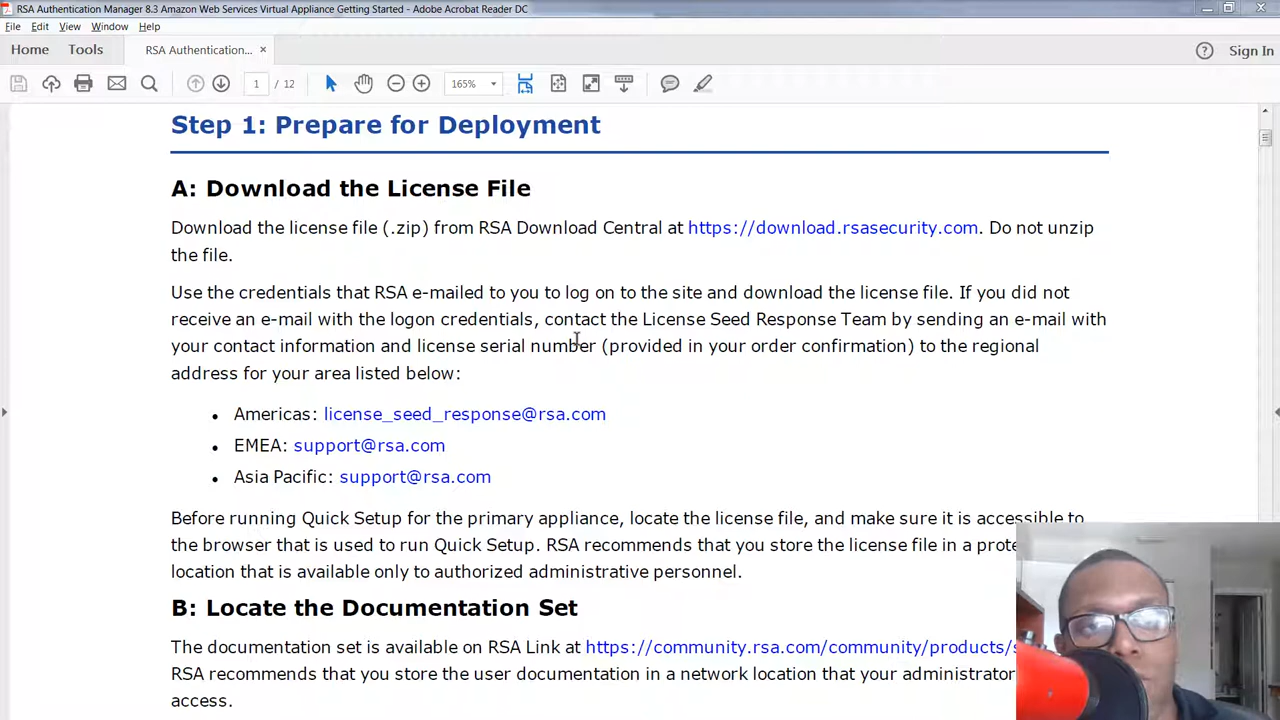 RSA Authentication Manager 8.3 Amazon Web Services Virtual Appliance Getting Started - Adobe Acrobat Reader DC
File Edit View Window Help
Home Tools RSA Authentication... × Sign In
1 / 12 165%
Step 1: Prepare for Deployment
A: Download the License File
Download the license file (.zip) from RSA Download Central at https://download.rsasecurity.com. Do not unzip
the file.
Use the credentials that RSA e-mailed to you to log on to the site and download the license file. If you did not
receive an e-mail with the logon credentials, contact the License Seed Response Team by sending an e-mail with
your contact information and license serial number (provided in your order confirmation) to the regional
address for your area listed below:
• Americas: license_seed_response@rsa.com
• EMEA: support@rsa.com
• Asia Pacific: support@rsa.com
Before running Quick Setup for the primary appliance, locate the license file, and make sure it is accessible to
the browser that is used to run Quick Setup. RSA recommends that you store the license file in a prote
location that is available only to authorized administrative personnel.
B: Locate the Documentation Set
The documentation set is available on RSA Link at https://community.rsa.com/community/products/s
RSA recommends that you store the user documentation in a network location that your administrator
access.